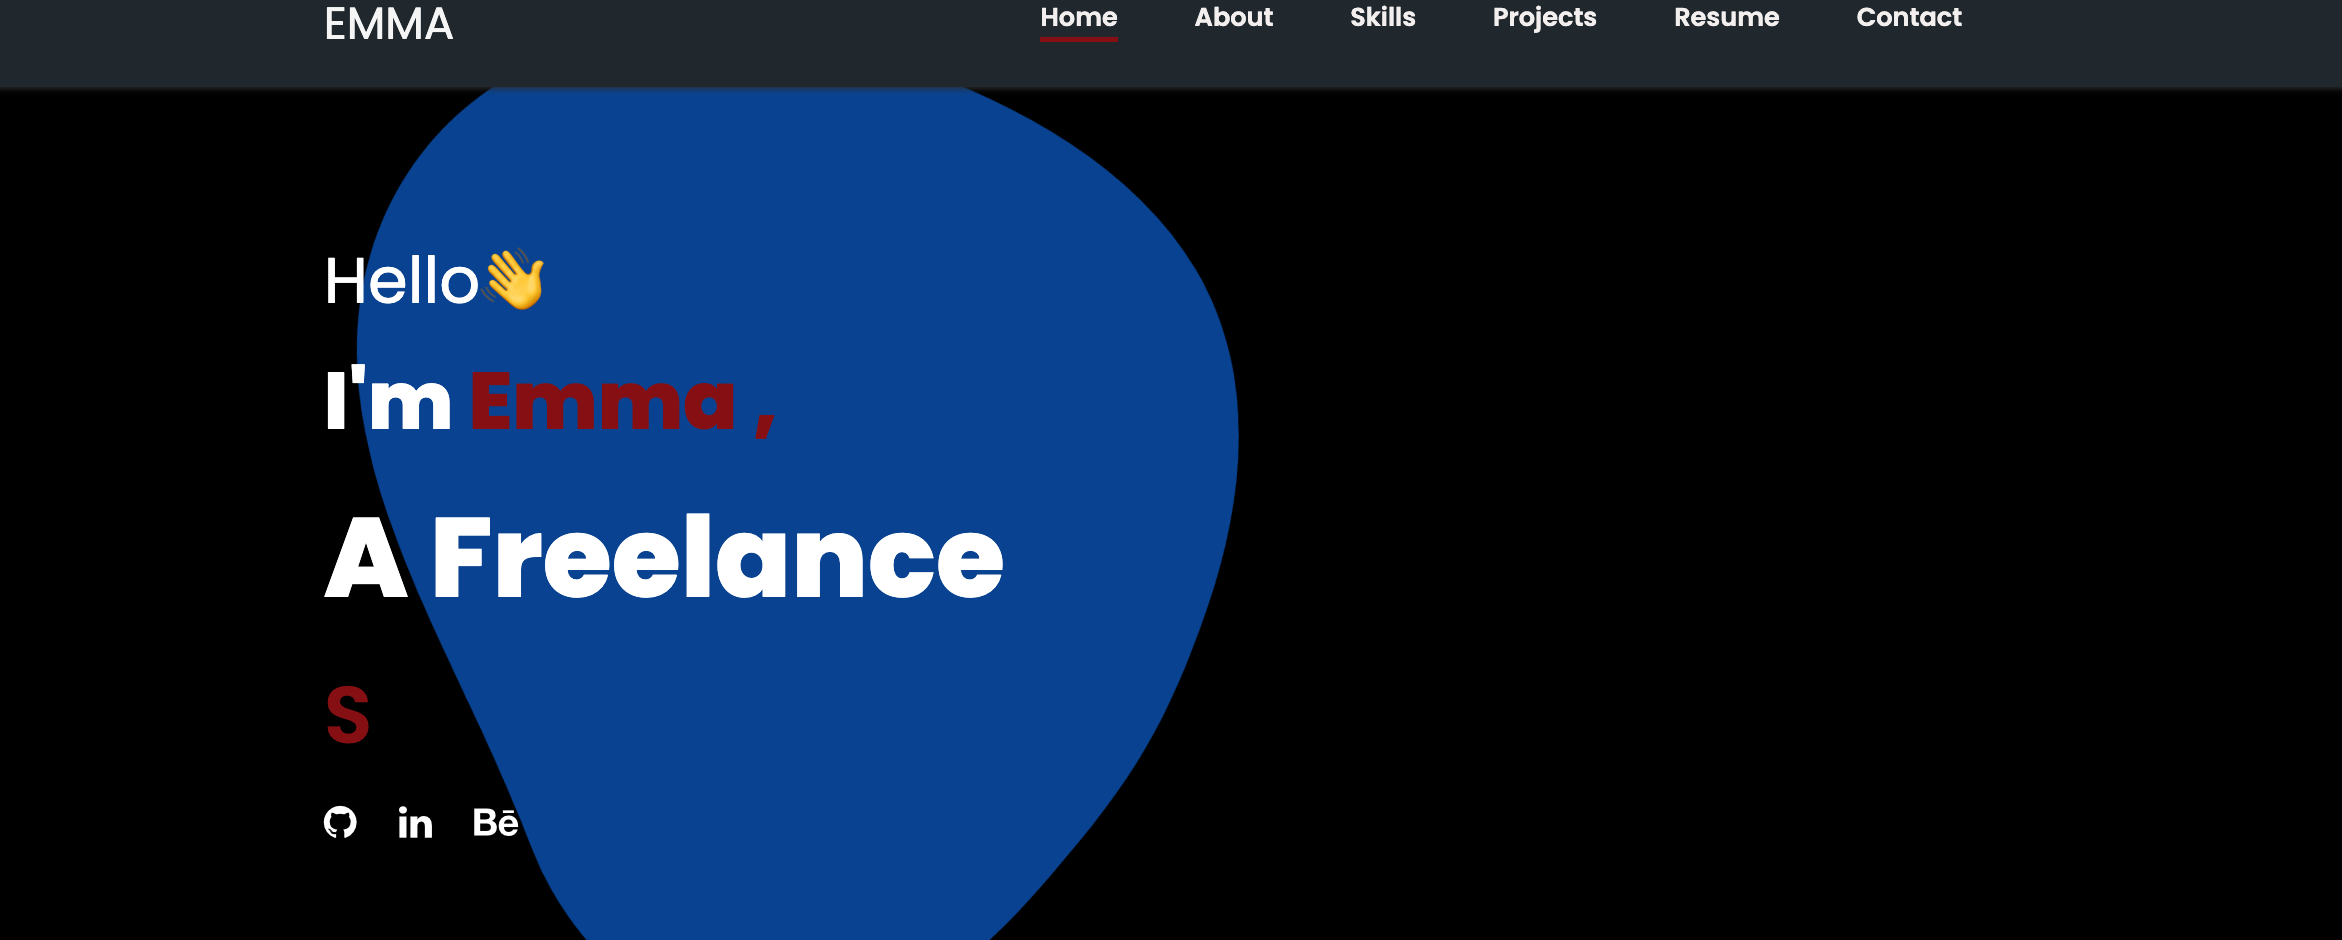 EMMA
Home About Skills Projects Resume Contact
Hello👋
I'm Emma ,
A Freelance
S
in Bē